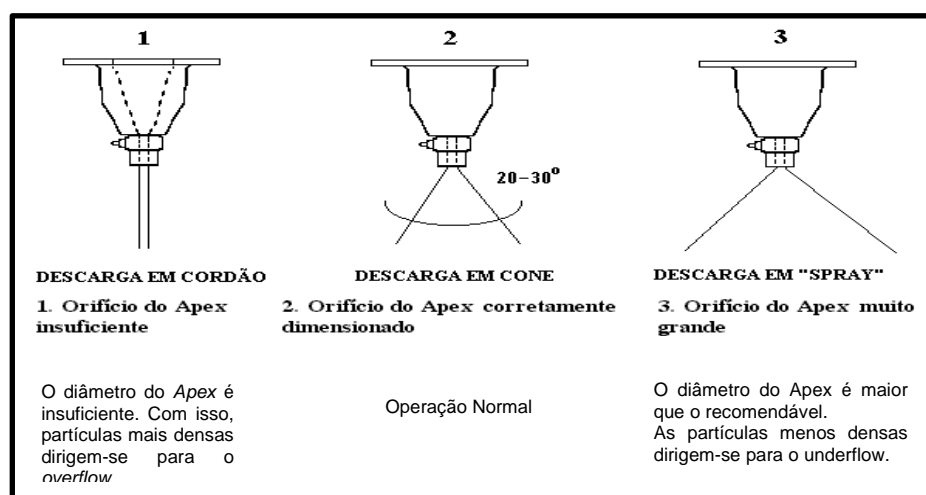 1
2
3
20-30º
DESCARGA EM CORDÃO
DESCARGA EM CONE
DESCARGA EM "SPRAY"
1. Orifício do Apex
insuficiente
2. Orifício do Apex corretamente
dimensionado
3. Orifício do Apex muito
grande
O diâmetro do Apex é
insuficiente. Com isso,
partículas mais densas
dirigem-se para o
overflow
Operação Normal
O diâmetro do Apex é maior
que o recomendável.
As partículas menos densas
dirigem-se para o underflow.